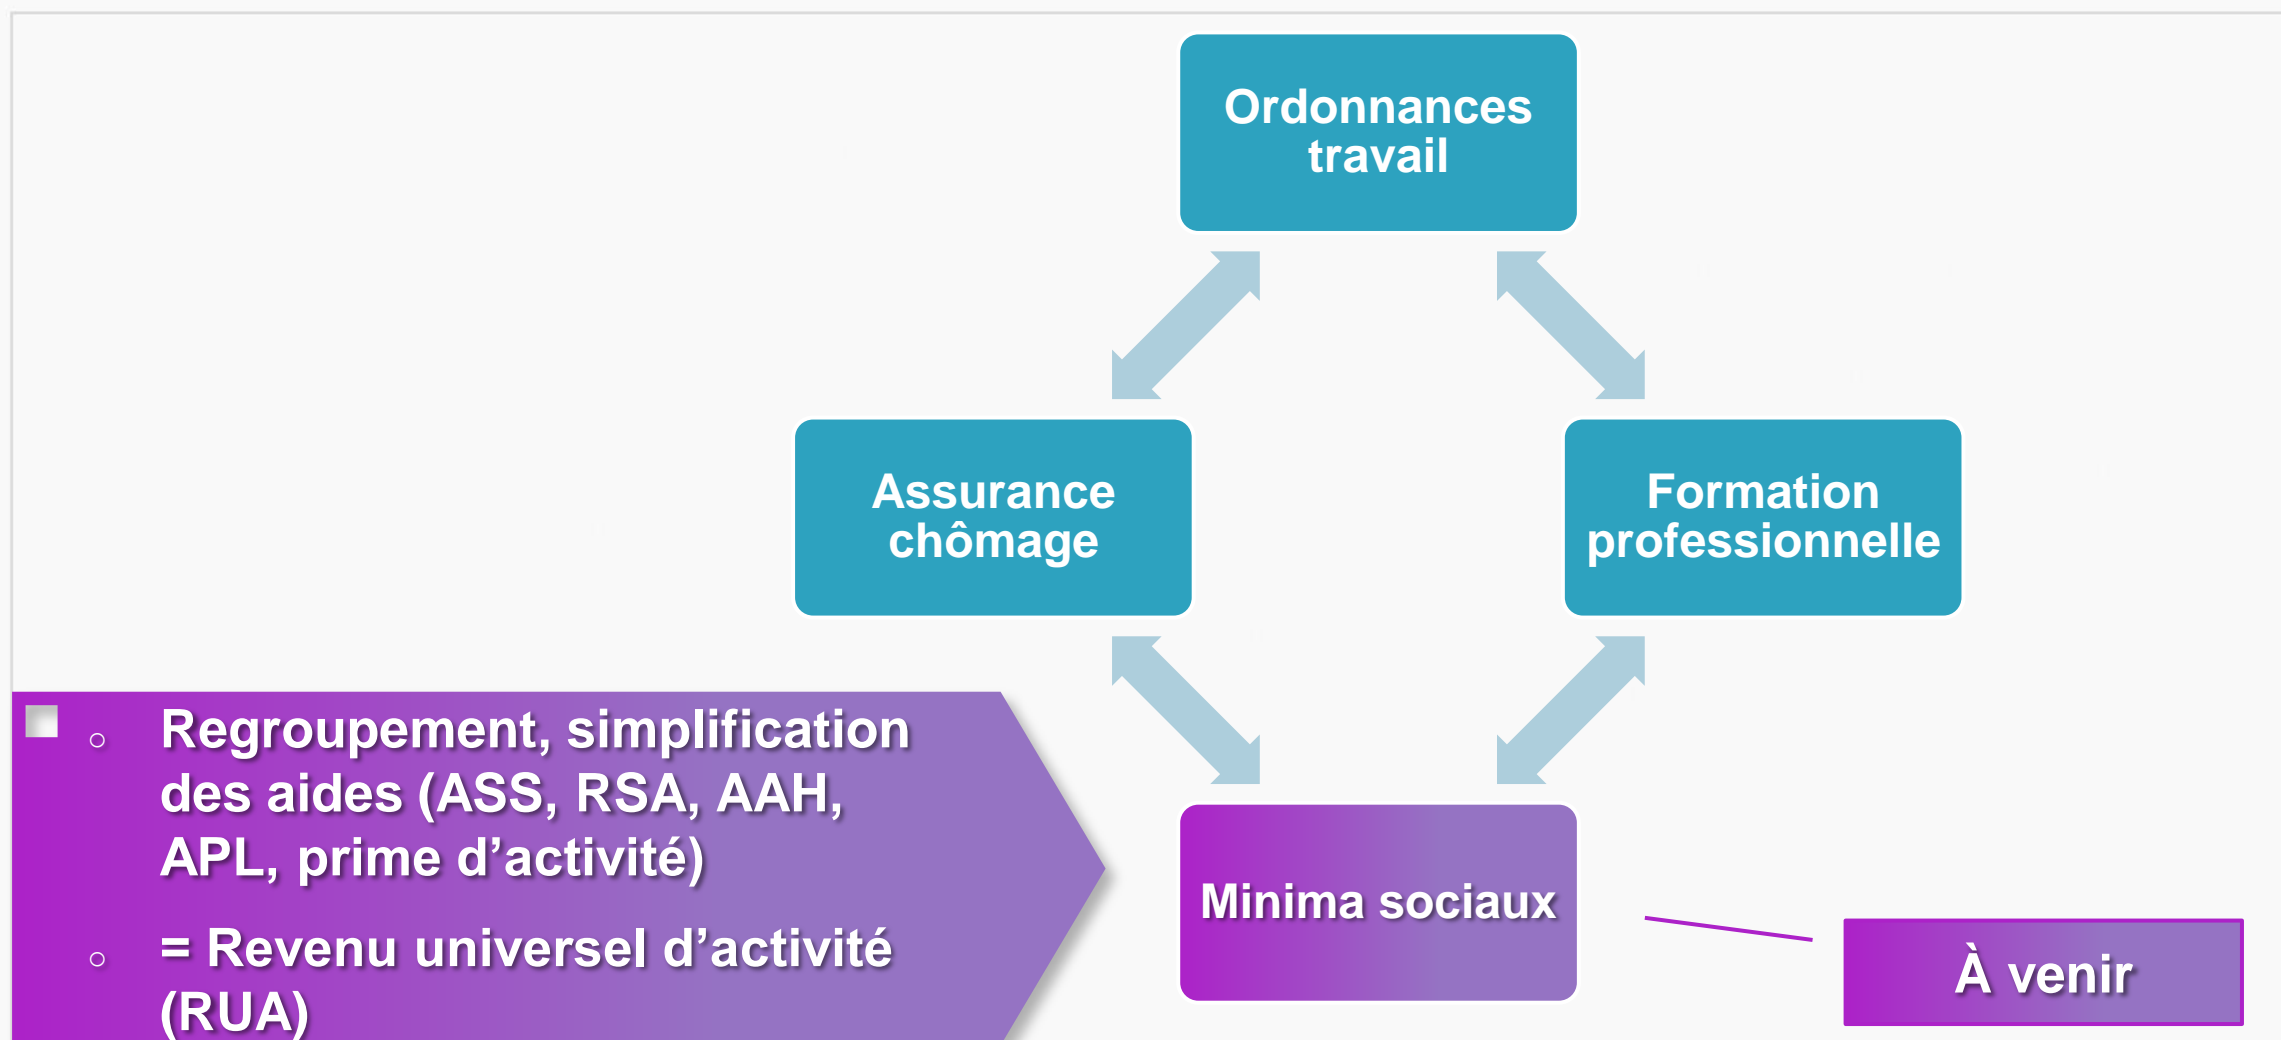 Ordonnances
travail
Assurance
chômage
Formation
professionnelle
Regroupement, simplification
des aides (ASS, RSA, AAH,
APL, prime d’activité)
= Revenu universel d’activité
(RUA)
Minima sociaux
À venir